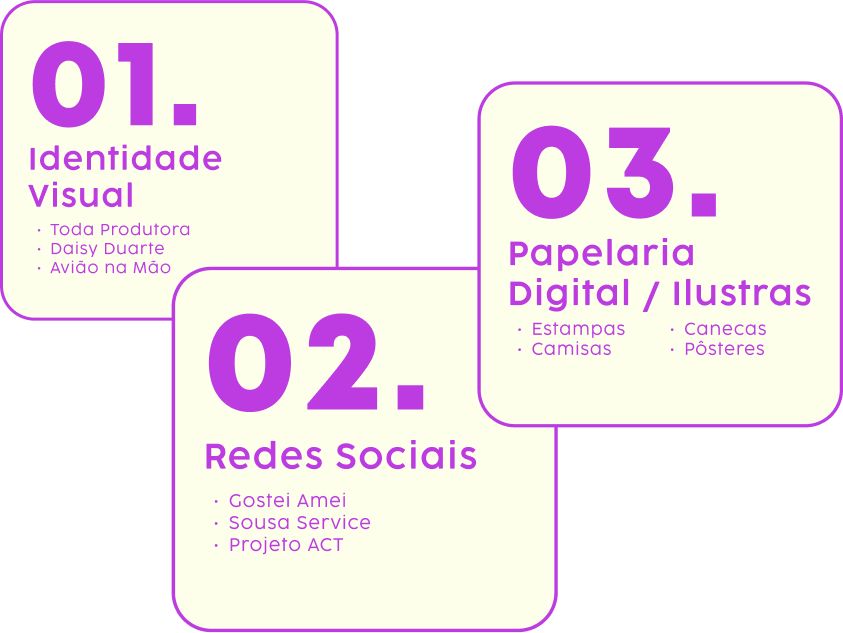 01.
Identidade
Visual
· Toda Produtora
· Daisy Duarte
· Avião na Mão
02.
Redes Sociais
· Gostei Amei
· Sousa Service
· Projeto ACT
03.
Papelaria
Digital / Ilustras
· Estampas · Canecas
· Camisas · Pôsteres